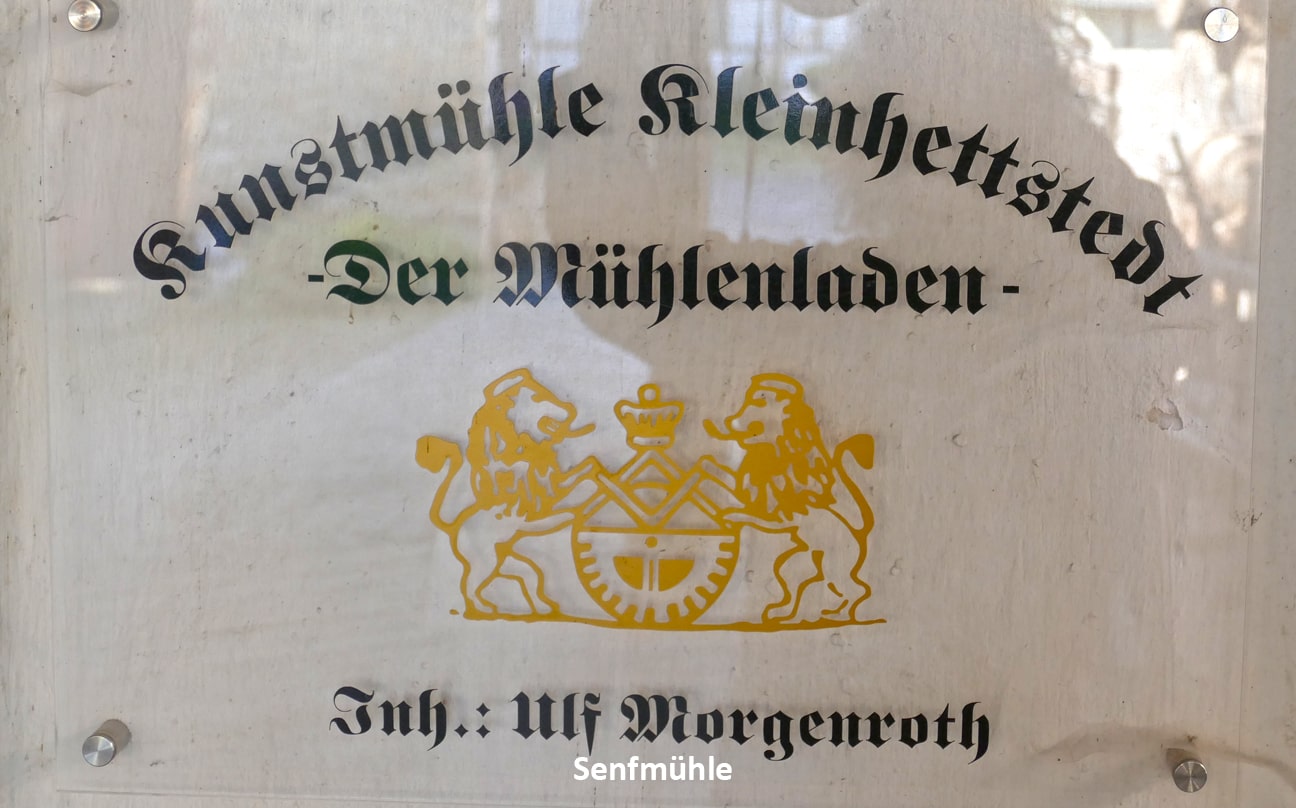 Kunstmühle Kleinhettstedt
-Der Mühlenladen-
Inh.: Ulf Morgenroth
Senfmühle